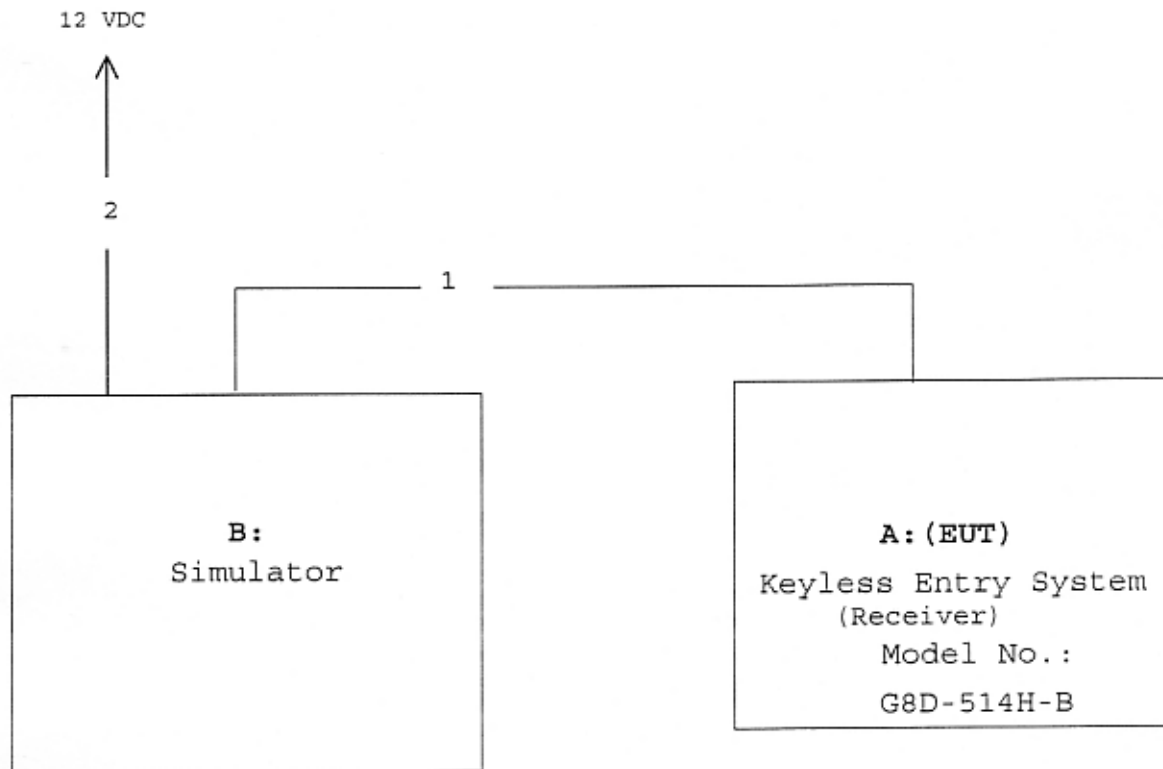 12 VDC
2
1
B:
Simulator
A:(EUT)
Keyless Entry System
(Receiver)
Model No.:
G8D-514H-B